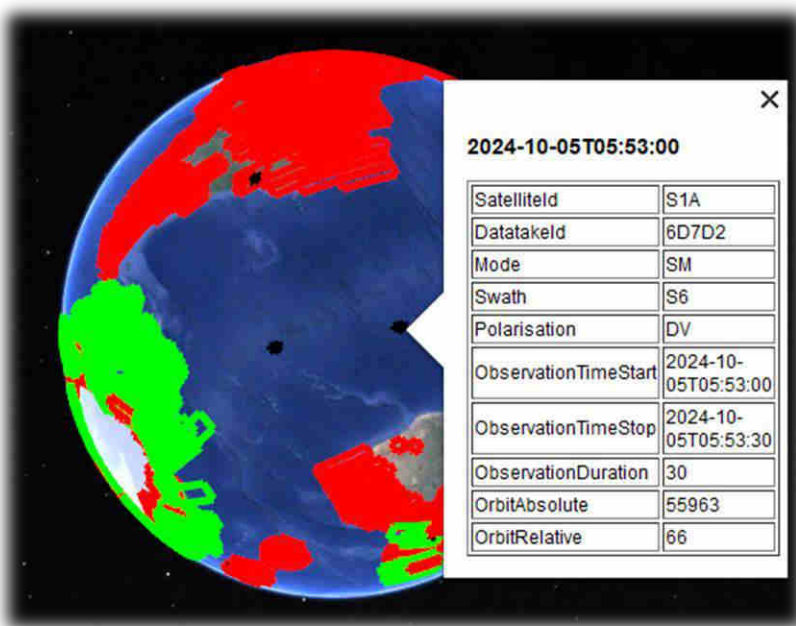 2024-10-05T05:53:00
SatelliteId S1A
DatatakeId 6D7D2
Mode SM
Swath S6
Polarisation DV
ObservationTimeStart 2024-10-
05T05:53:00
ObservationTimeStop 2024-10-
05T05:53:30
ObservationDuration 30
OrbitAbsolute 55963
OrbitRelative 66